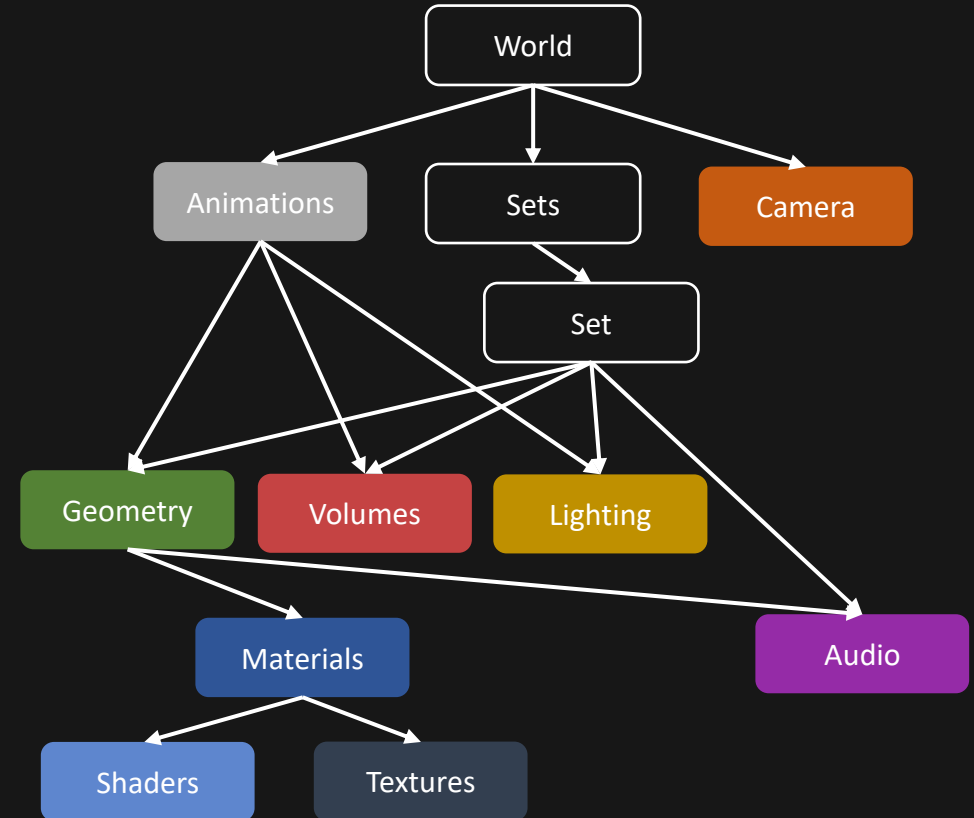 World
Animations
Sets
Camera
Set
Geometry
Volumes
Lighting
Materials
Audio
Shaders
Textures